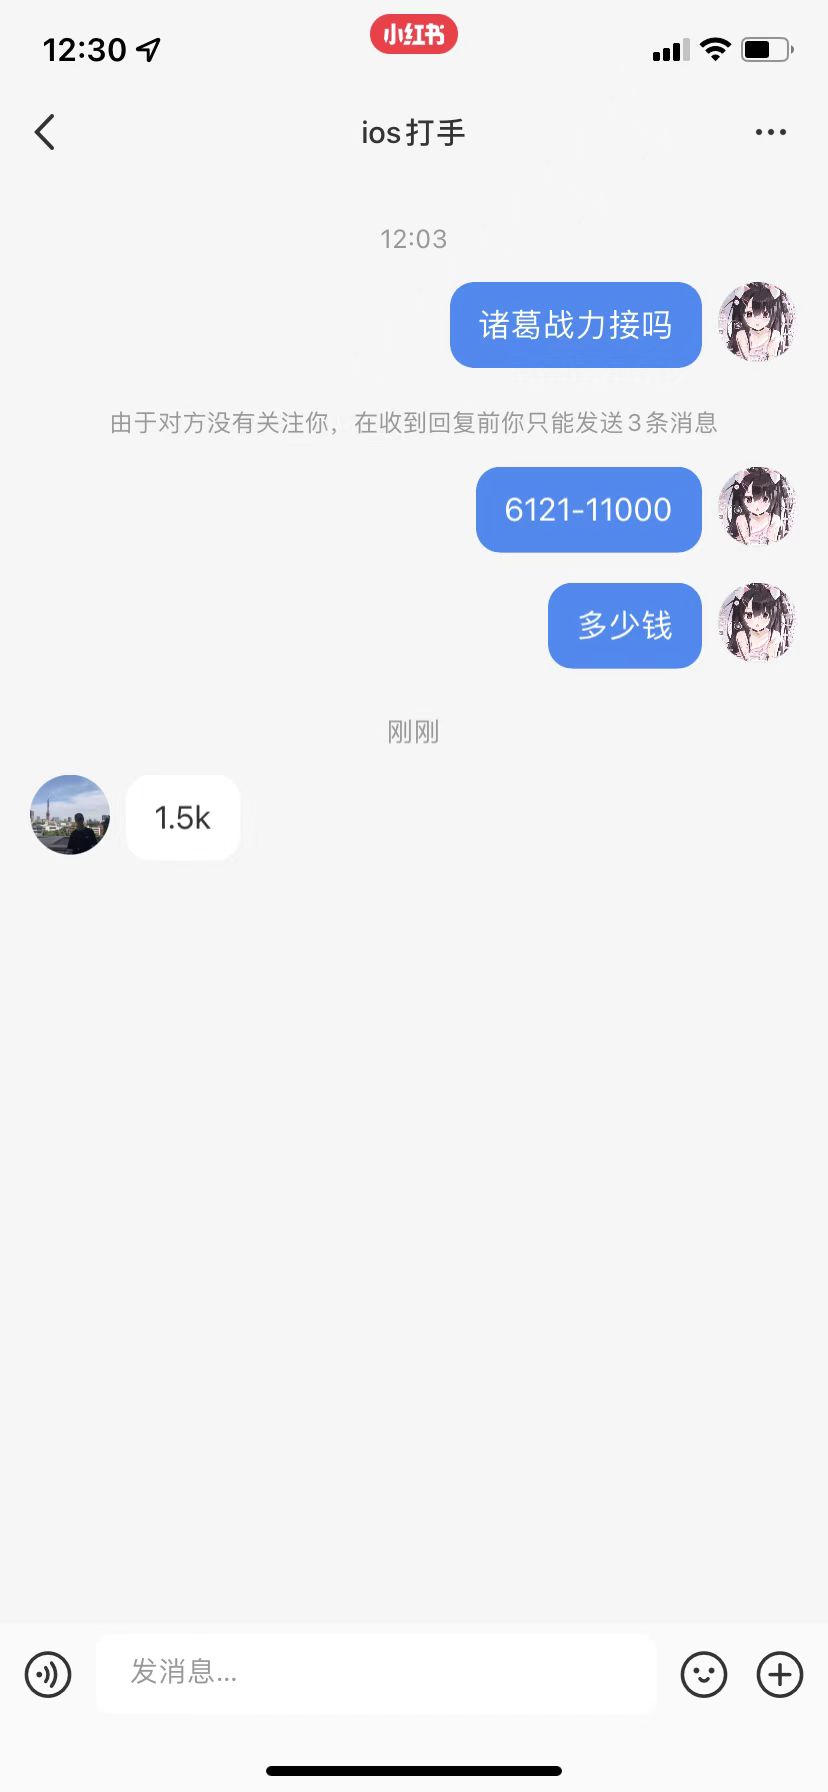 12:30
小红书
ios打手
12:03
诸葛战力接吗
由于对方没有关注你，在收到回复前你只能发送3条消息
6121-11000
多少钱
刚刚
1.5k
发消息...